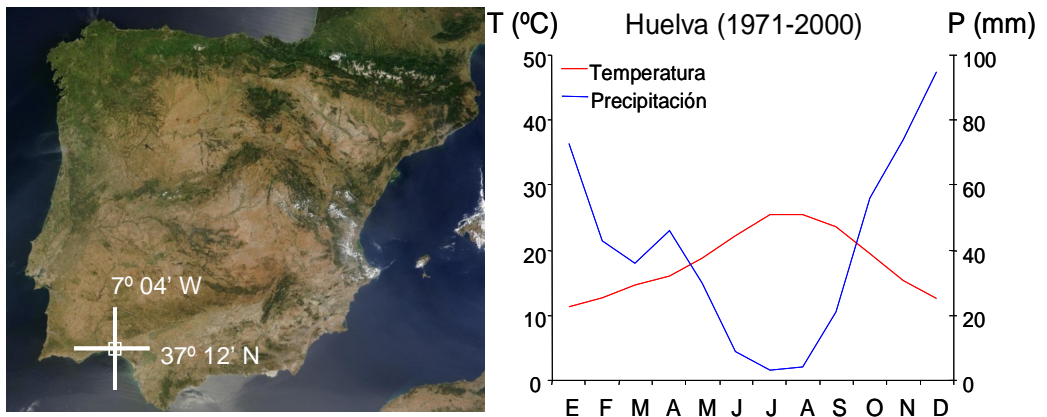 7º 04’ W
37º 12’ N
T (ºC)
Huelva (1971-2000)
P (mm)
Temperatura
Precipitación
50
40
30
20
10
0
100
80
60
40
20
0
E F M A M J J A S O N D